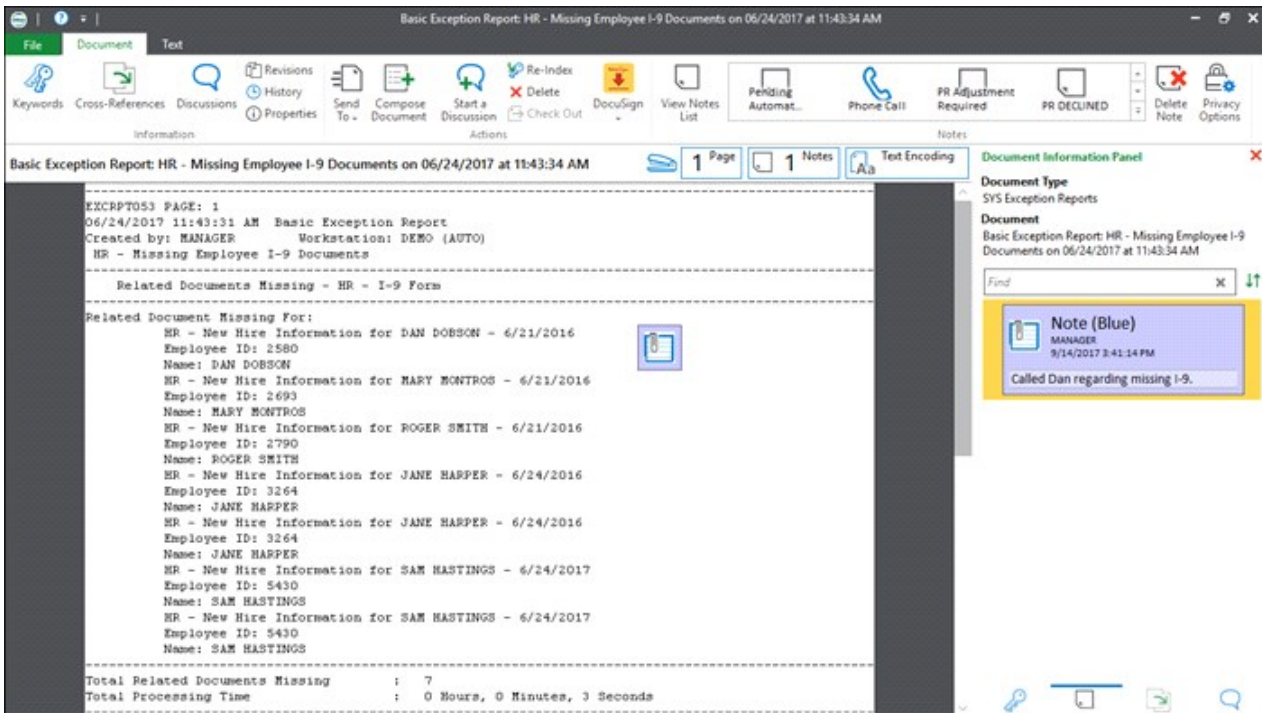 Basic Exception Report: HR - Missing Employee I-9 Documents on 06/24/2017 at 11:43:34 AM
File Document Text
Keywords
Cross-References
Discussions
Revisions
History
Properties
Information
Send To
Compose Document
Start a Discussion
Re-Index
Delete
Check Out
DocuSign
Actions
View Notes List
Pending Automat...
Phone Call
PR Adjustment Required
PR DECLINED
Delete Note
Privacy Options
Notes
Basic Exception Report: HR - Missing Employee I-9 Documents on 06/24/2017 at 11:43:34 AM
1 Page
1 Notes
Aa Text Encoding
EXCRPT053 PAGE: 1
06/24/2017 11:43:31 AM Basic Exception Report
Created by: MANAGER Workstation: DEMO (AUTO)
HR - Missing Employee I-9 Documents
Related Documents Missing - HR - I-9 Form
Related Document Missing For:
HR - New Hire Information for DAN DOBSON - 6/21/2016
Employee ID: 2580
Name: DAN DOBSON
HR - New Hire Information for MARY MONTROS - 6/21/2016
Employee ID: 2693
Name: MARY MONTROS
HR - New Hire Information for ROGER SMITH - 6/21/2016
Employee ID: 2790
Name: ROGER SMITH
HR - New Hire Information for JANE HARPER - 6/24/2016
Employee ID: 3264
Name: JANE HARPER
HR - New Hire Information for JANE HARPER - 6/24/2016
Employee ID: 3264
Name: JANE HARPER
HR - New Hire Information for SAM HASTINGS - 6/24/2017
Employee ID: 5430
Name: SAM HASTINGS
HR - New Hire Information for SAM HASTINGS - 6/24/2017
Employee ID: 5430
Name: SAM HASTINGS
Total Related Documents Missing : 7
Total Processing Time : 0 Hours, 0 Minutes, 3 Seconds
Document Information Panel
Document Type
SYS Exception Reports
Document
Basic Exception Report: HR - Missing Employee I-9
Documents on 06/24/2017 at 11:43:34 AM
Find
Note (Blue)
MANAGER
9/14/2017 3:41:14 PM
Called Dan regarding missing I-9.